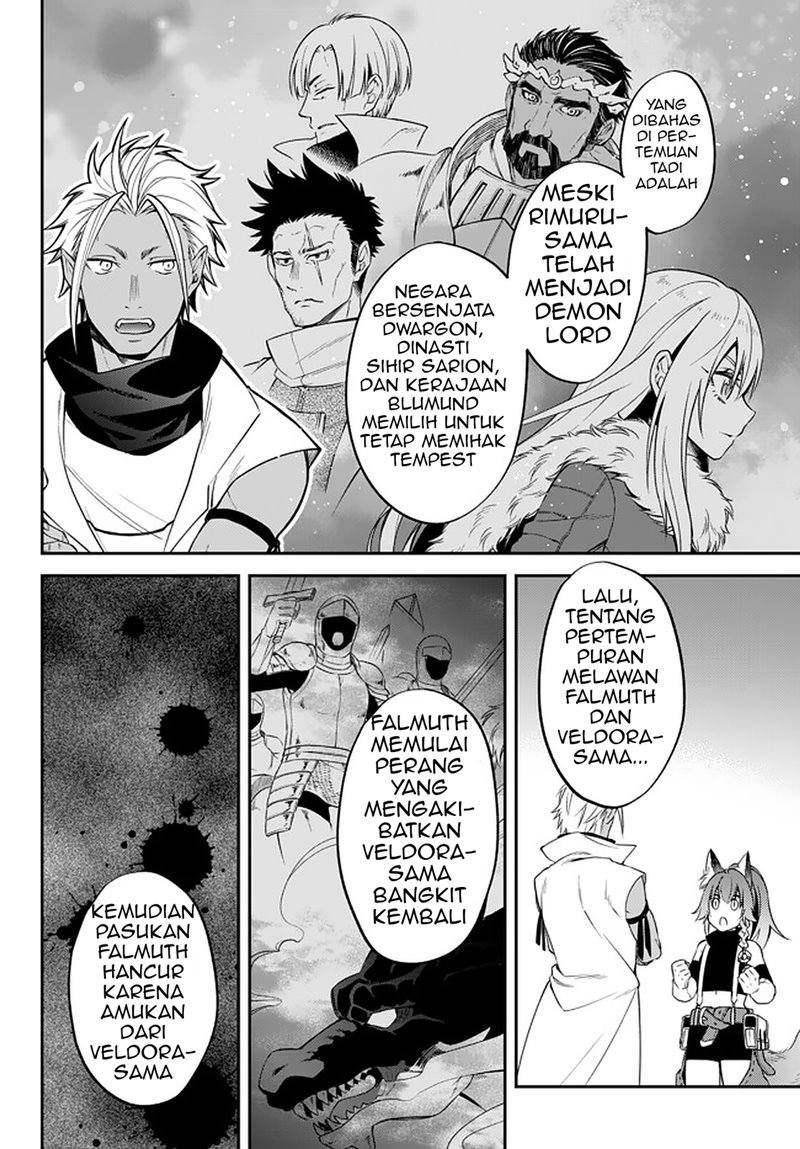 YANG
DIBAHAS
DI PER-
TEMUAN
TADI
ADALAH
MESKI
RIMURU-
SAMA
TELAH
MENJADI
DEMON
LORD
NEGARA
BERSENJATA
DWARGON,
DINASTI
SIHIR SARION,
DAN KERAJAAN
BLUMUND
MEMILIH UNTUK
TETAP MEMIHAK
TEMPEST
LALU,
TENTANG
PERTEM-
PURAN
MELAWAN
FALMUTH
DAN
VELDORA-
SAMA...
FALMUTH
MEMULAI
PERANG
YANG
MENGAKI-
BATKAN
VELDORA-
SAMA
BANGKIT
KEMBALI
KEMUDIAN
PASUKAN
FALMUTH
HANCUR
KARENA
AMUKAN
DARI
VELDORA-
SAMA